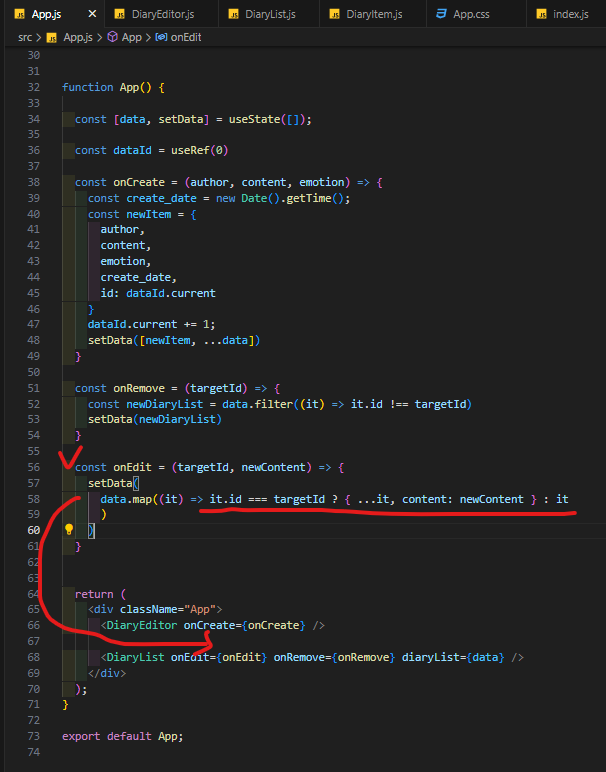 App.js DiaryEditor.js DiaryList.js DiaryItem.js App.css index.js
src > App.js > App > onEdit
30
31
32 function App() {
33
34 const [data, setData] = useState([]);
35
36 const dataId = useRef(0)
37
38 const onCreate = (author, content, emotion) => {
39 const create_date = new Date().getTime();
40 const newItem = {
41 author,
42 content,
43 emotion,
44 create_date,
45 id: dataId.current
46 }
47 dataId.current += 1;
48 setData([newItem, ...data])
49 }
50
51 const onRemove = (targetId) => {
52 const newDiaryList = data.filter((it) => it.id !== targetId)
53 setData(newDiaryList)
54 }
55
56 const onEdit = (targetId, newContent) => {
57 setData(
58 data.map((it) => it.id === targetId ? { ...it, content: newContent } : it
59 )
60 )
61 }
62
63
64 return (
65 <div className="App">
66 <DiaryEditor onCreate={onCreate} />
67
68 <DiaryList onEdit={onEdit} onRemove={onRemove} diaryList={data} />
69 </div>
70 );
71 }
72
73 export default App;
74